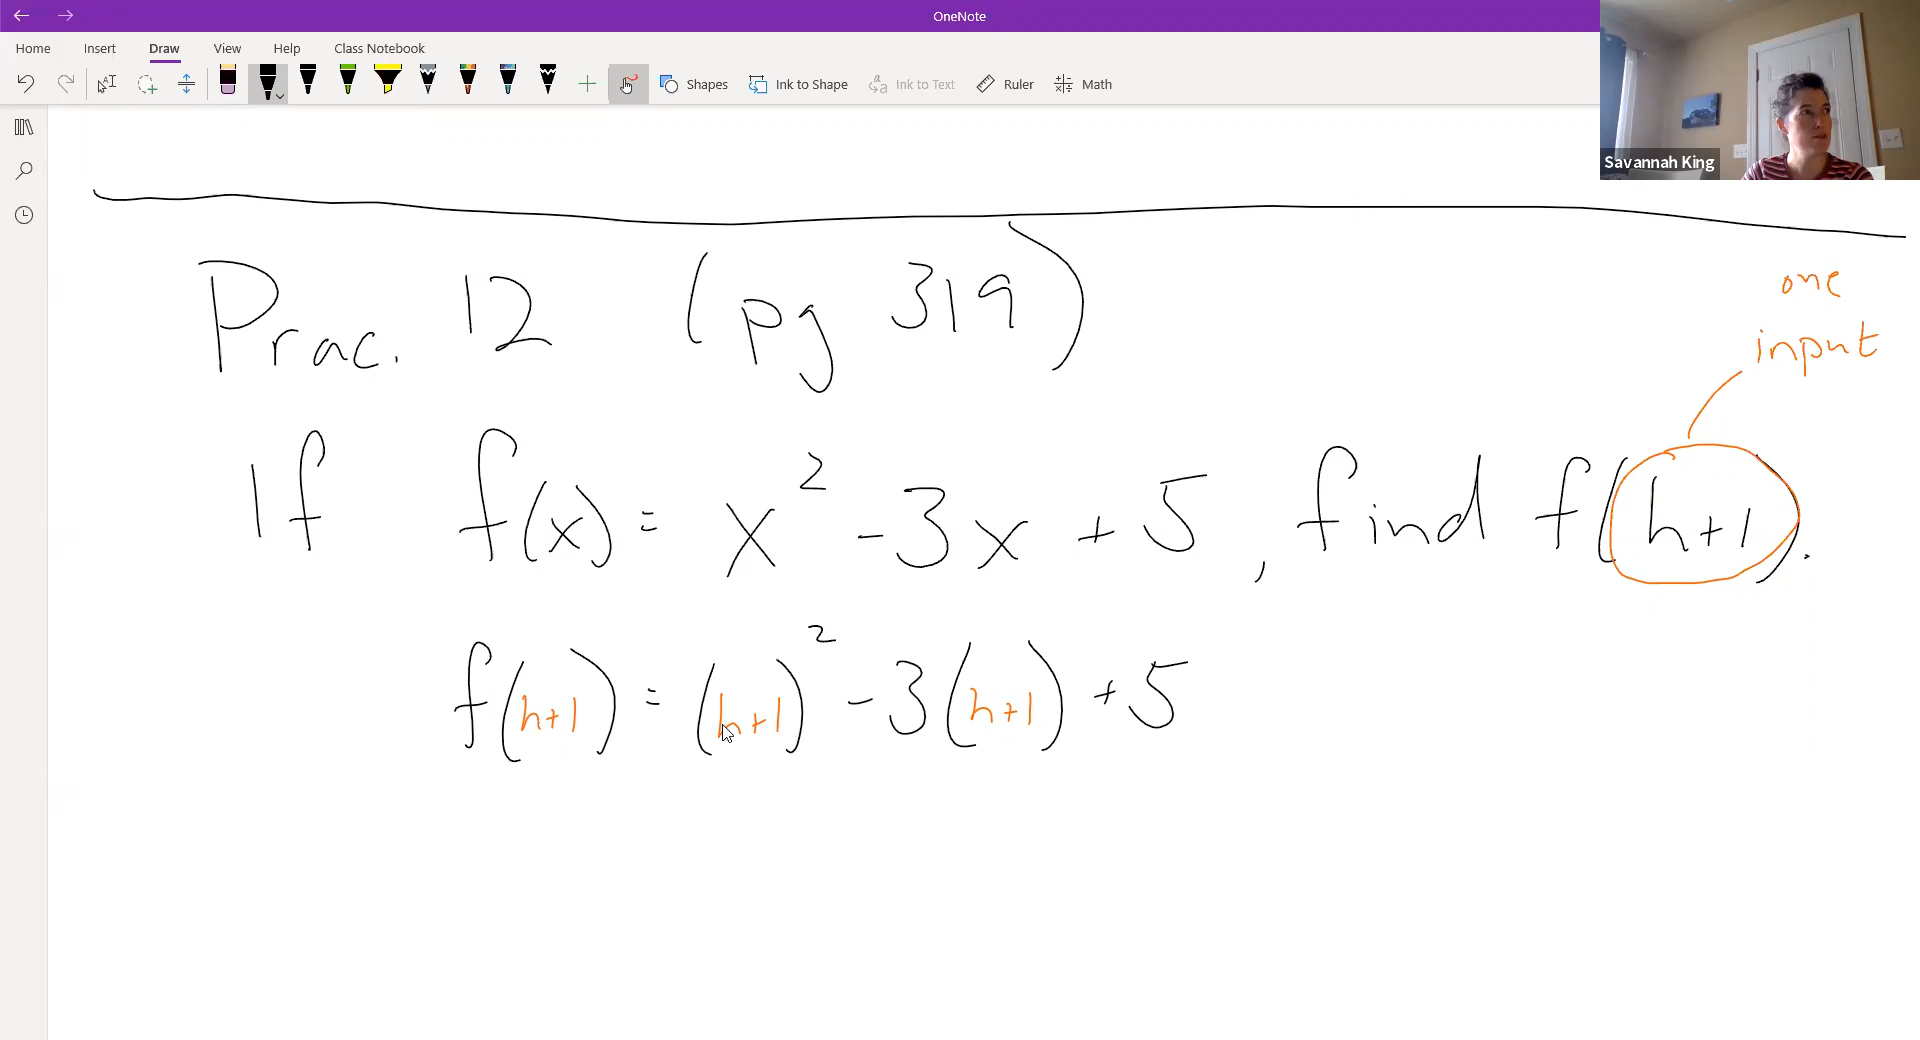 OneNote
Home Insert Draw View Help Class Notebook
Shapes Ink to Shape Ink to Text Ruler Math
Savannah King
Prac. 12 (pg 319)
one
input
If f(x) = x² - 3x + 5, find f(h+1).
f(h+1) = (h+1)² - 3(h+1) + 5